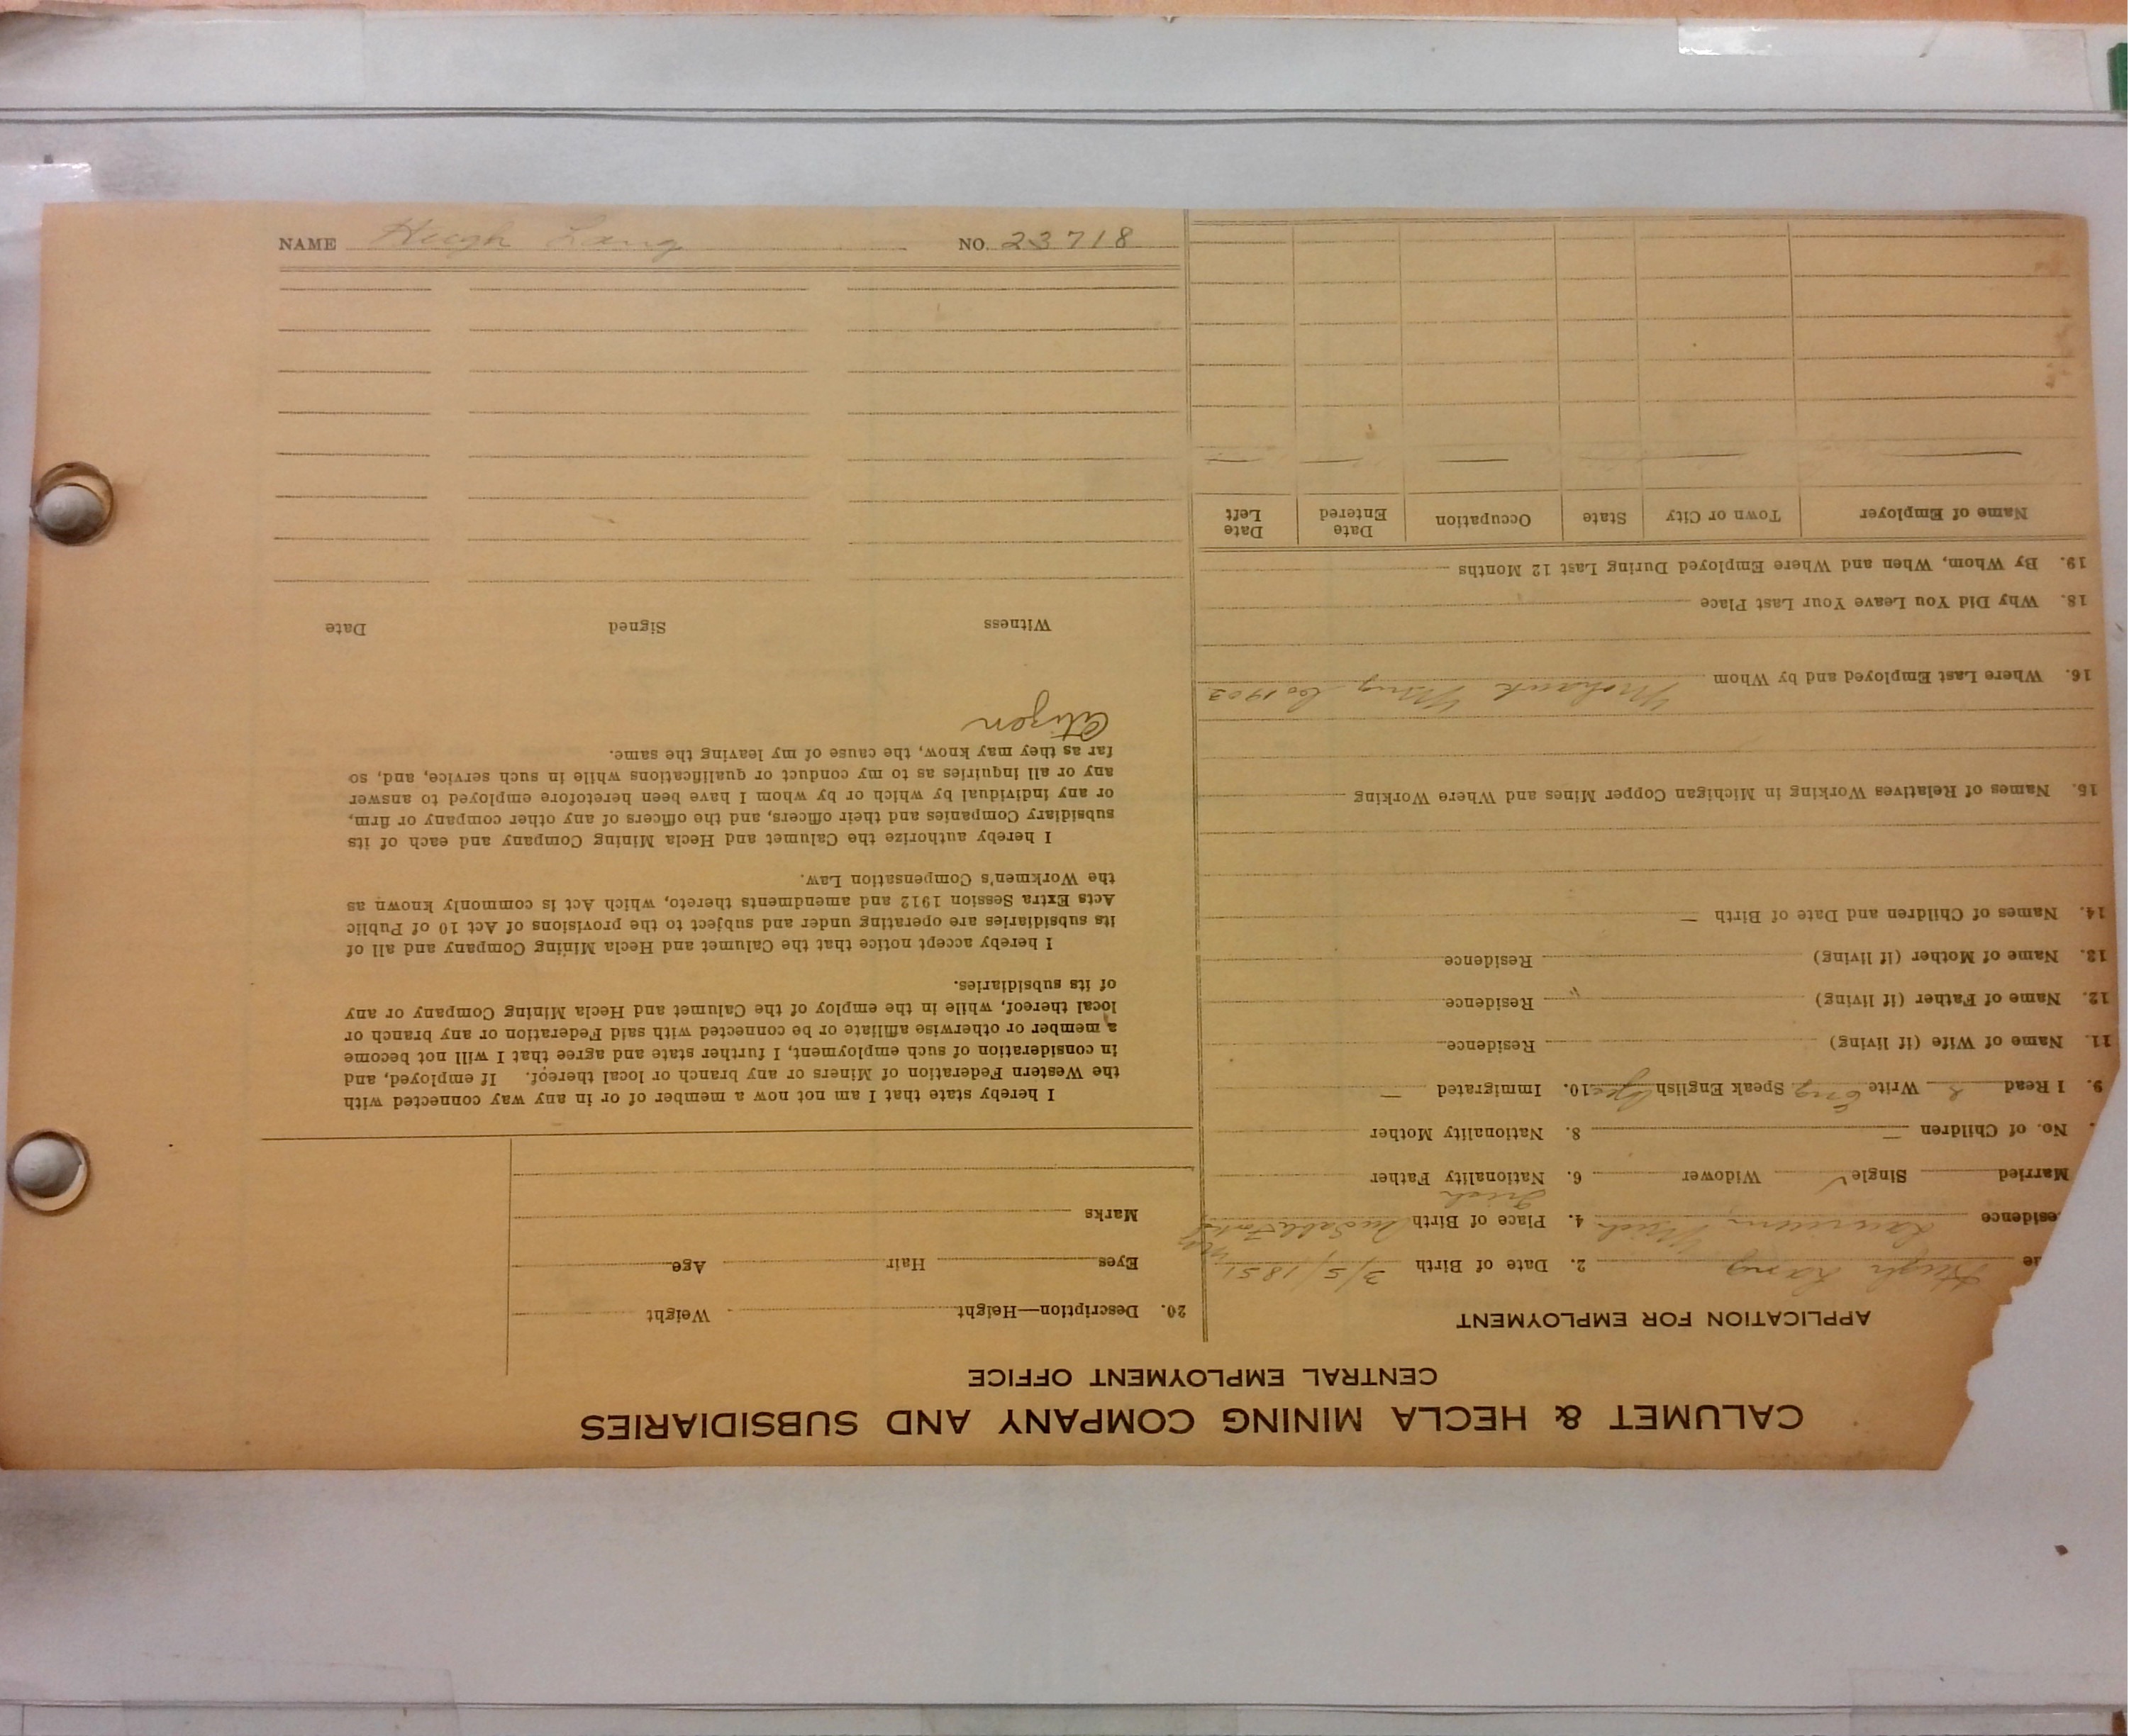 CALUMET & HECLA MINING COMPANY AND SUBSIDIARIES
CENTRAL EMPLOYMENT OFFICE
APPLICATION FOR EMPLOYMENT
Hugh Lang 2. Date of Birth 3/5/1851
esidence Laurium Mich 4. Place of Birth AuSable Forks NY
Married Single ✓ Widower 6. Nationality Father
No. of Children — 8. Nationality Mother
9. I Read Write Eng Speak English Yes 10. Immigrated —
11. Name of Wife (if living) Residence
12. Name of Father (if living) Residence
13. Name of Mother (if living) Residence
14. Names of Children and Date of Birth —
15. Names of Relatives Working in Michigan Copper Mines and Where Working
16. Where Last Employed and by Whom Mohawk Mng Co 1903
18. Why Did You Leave Your Last Place
19. By Whom, When and Where Employed During Last 12 Months
Name of Employer Town or City State Occupation Date Entered Date Left
20. Description—Height Weight
Eyes Hair Age
Marks
I hereby state that I am not now a member of or in any way connected with
the Western Federation of Miners or any branch or local thereof. If employed, and
in consideration of such employment, I further state and agree that I will not become
a member or otherwise affiliate or be connected with said Federation or any branch or
local thereof, while in the employ of the Calumet and Hecla Mining Company or any
of its subsidiaries.
I hereby accept notice that the Calumet and Hecla Mining Company and all of
its subsidiaries are operating under and subject to the provisions of Act 10 of Public
Acts Extra Session 1912 and amendments thereto, which Act is commonly known as
the Workmen's Compensation Law.
I hereby authorize the Calumet and Hecla Mining Company and each of its
subsidiary Companies and their officers, and the officers of any other company or firm,
or any individual by which or by whom I have been heretofore employed to answer
any or all inquiries as to my conduct or qualifications while in such service, and, so
far as they may know, the cause of my leaving the same.
Citizen
Witness Signed Date
NAME Hugh Lang NO. 23718